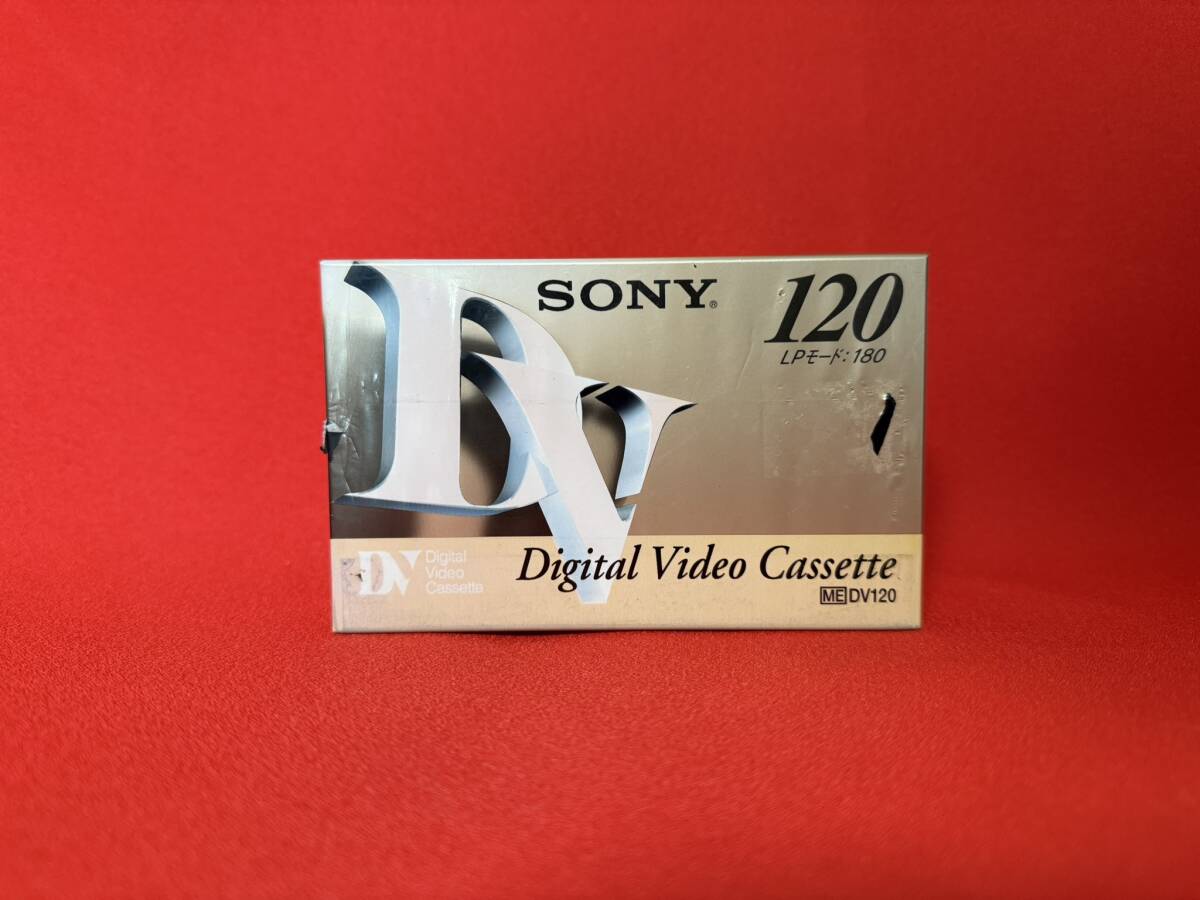 SONY®
120
LPモード:180
DV
DV
Digital
Video
Cassette
Digital Video Cassette
ME DV120